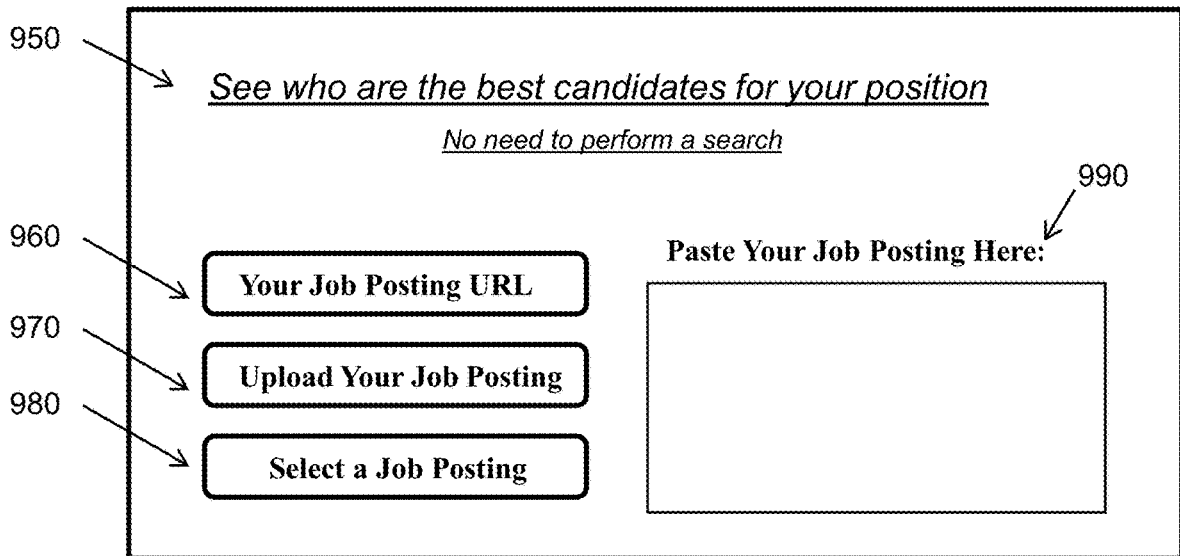 950
See who are the best candidates for your position
No need to perform a search
990
960
Paste Your Job Posting Here:
Your Job Posting URL
970
Upload Your Job Posting
980
Select a Job Posting